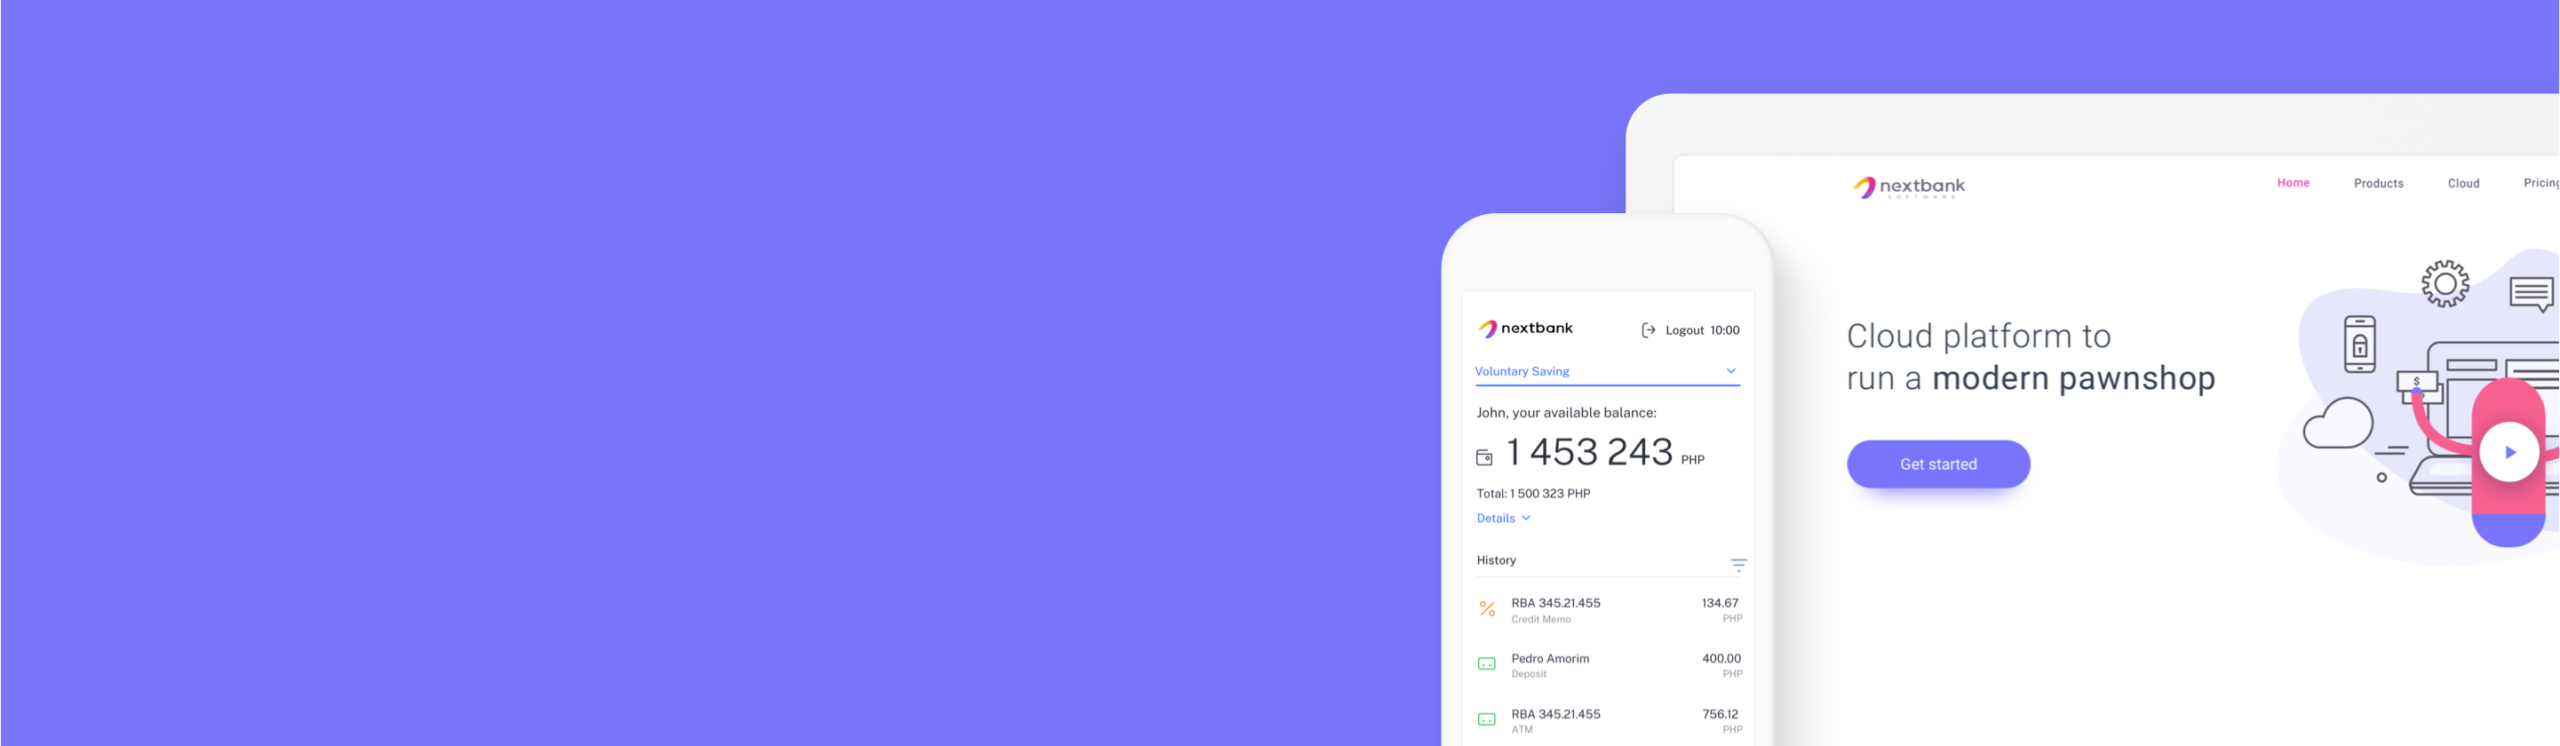 nextbank
SOFTWARE
Home Products Cloud Pricing
Cloud platform to
run a modern pawnshop
Get started
$
nextbank
Logout 10:00
Voluntary Saving
John, your available balance:
1 453 243 PHP
Total: 1 500 323 PHP
Details
History
RBA 345.21.455 134.67
Credit Memo PHP
Pedro Amorim 400.00
Deposit PHP
RBA 345.21.455 756.12
ATM PHP